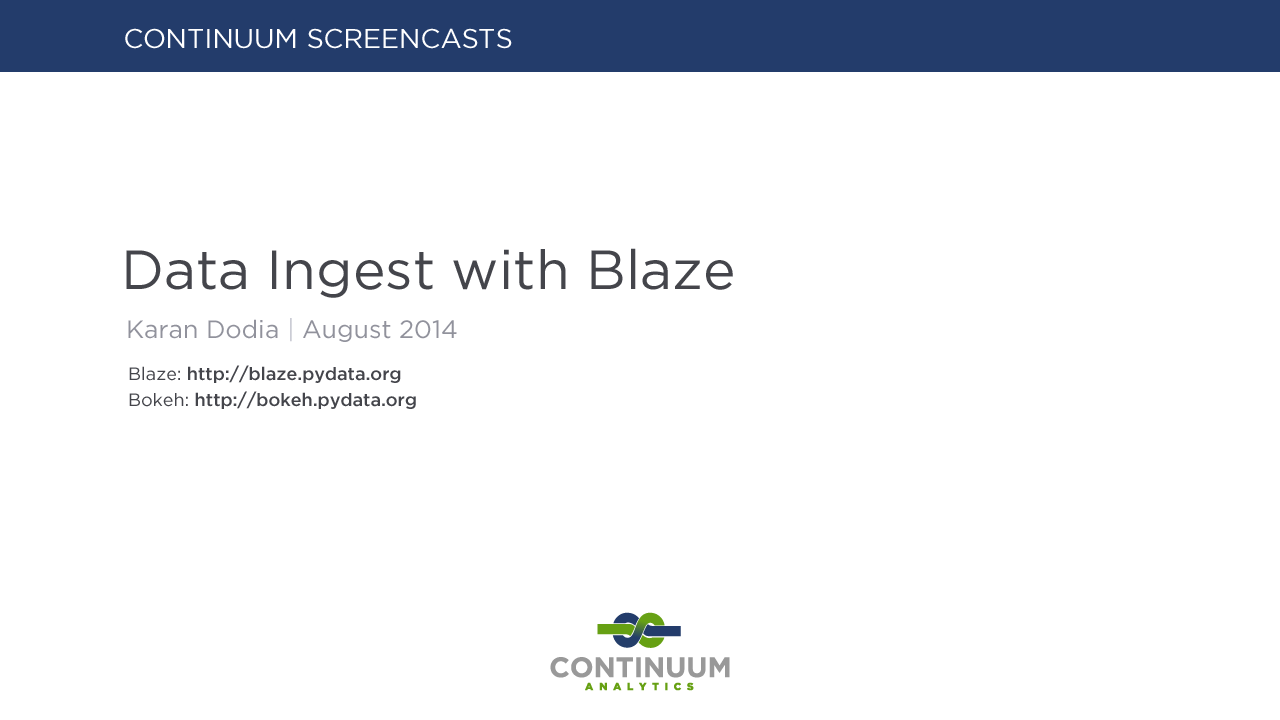 CONTINUUM SCREENCASTS
Data Ingest with Blaze
Karan Dodia | August 2014
Blaze: http://blaze.pydata.org
Bokeh: http://bokeh.pydata.org
CONTINUUM
ANALYTICS